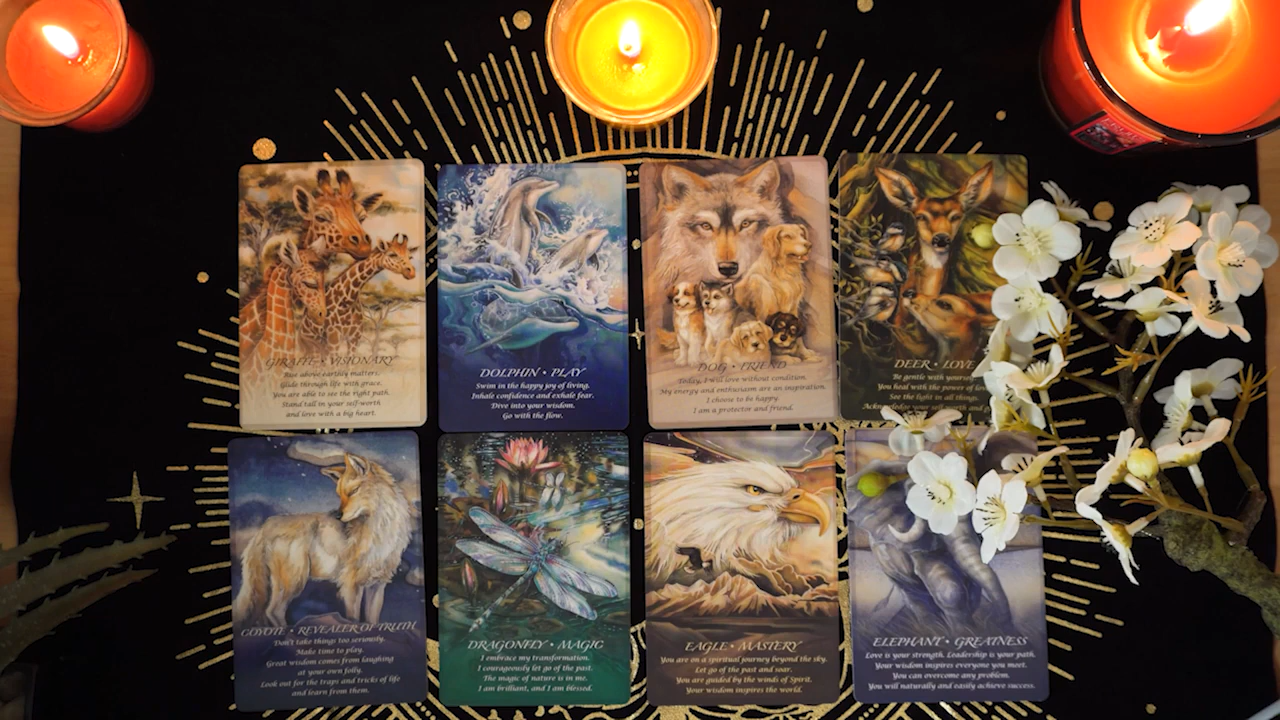 GIRAFFE • VISIONARY
Rise above earthly matters.
Glide through life with grace.
You are able to see the right path.
Stand tall in your self-worth
and love with a big heart.
DOLPHIN • PLAY
Swim in the happy joy of living.
Inhale confidence and exhale fear.
Dive into your wisdom.
Go with the flow.
DOG • FRIEND
Today, I will love without condition.
My energy and enthusiasm are an inspiration.
I choose to be happy.
I am a protector and friend.
DEER • LOVE
Be gentle with yourself.
You heal with the power of
See the light in all things.
your soul
COYOTE • REVEALER OF TRUTH
Don't take things too seriously.
Make time to play.
Great wisdom comes from laughing
at your own folly.
Look out for the traps and tricks of life
and learn from them.
DRAGONFLY • MAGIC
I embrace my transformation.
I courageously let go of the past.
The magic of nature is in me.
I am brilliant, and I am blessed.
EAGLE • MASTERY
You are on a spiritual journey beyond the sky.
Let go of the past and soar.
You are guided by the winds of Spirit.
Your wisdom inspires the world.
ELEPHANT • GREATNESS
Love is your strength. Leadership is your path.
Your wisdom inspires everyone you meet.
You can overcome any problem.
You will naturally and easily achieve success.